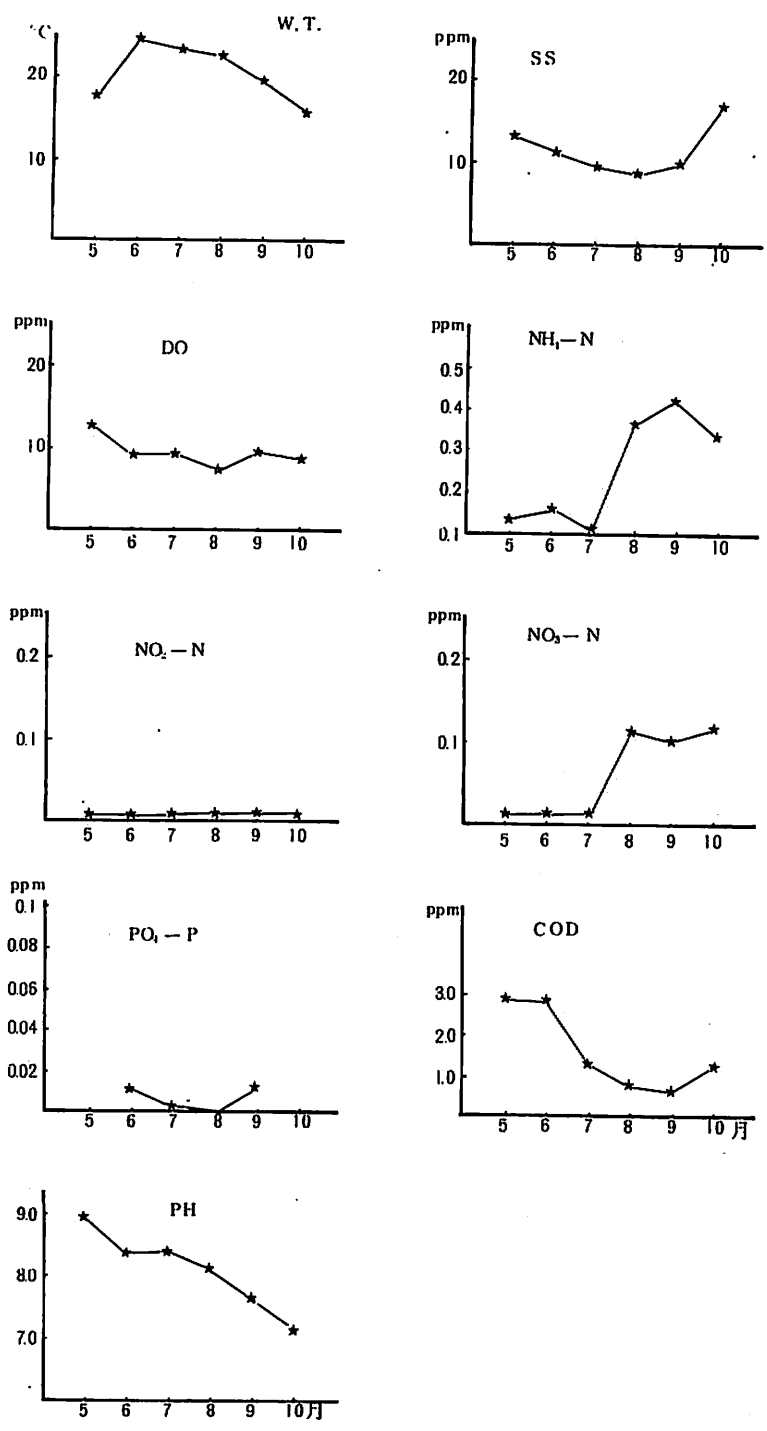 °C
W.T.
20
10
5 6 7 8 9 10
ppm
SS
20
10
5 6 7 8 9 10
ppm
DO
20
10
5 6 7 8 9 10
ppm
NH₄—N
0.5
0.4
0.3
0.2
0.1
5 6 7 8 9 10
ppm
NO₂—N
0.2
0.1
5 6 7 8 9 10
ppm
NO₃—N
0.2
0.1
5 6 7 8 9 10
ppm
PO₄—P
0.1
0.08
0.06
0.04
0.02
5 6 7 8 9 10
ppm
COD
3.0
2.0
1.0
5 6 7 8 9 10月
PH
9.0
8.0
7.0
5 6 7 8 9 10月